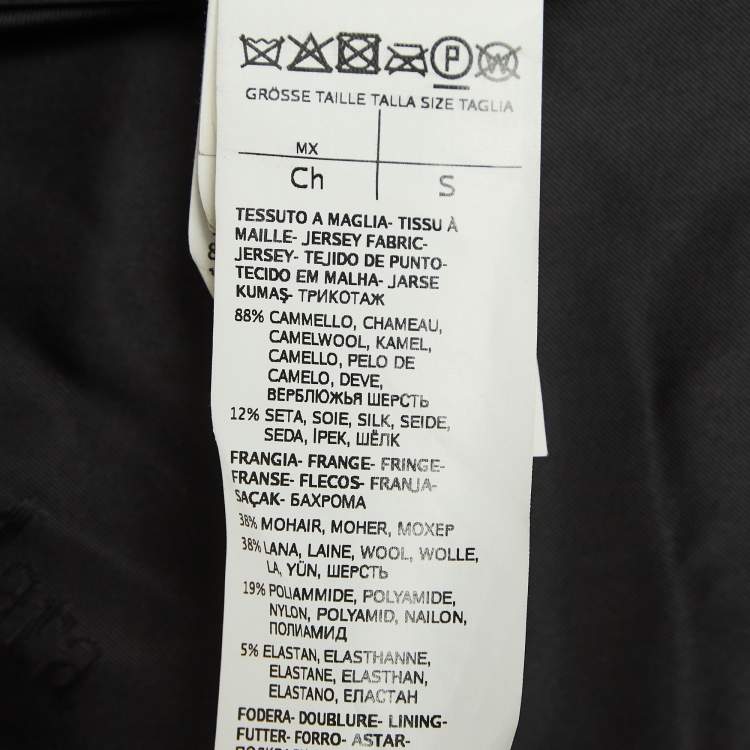 P
W
GRÖSSE TAILLE TALLA SIZE TAGLIA
MX
Ch
S
TESSUTO A MAGLIA- TISSU À
MAILLE- JERSEY FABRIC-
JERSEY- TEJIDO DE PUNTO-
TECIDO EM MALHA- JARSE
KUMAŞ- ТРИКОТАЖ
88% CAMMELLO, CHAMEAU,
CAMELWOOL, KAMEL,
CAMELLO, PELO DE
CAMELO, DEVE,
ВЕРБЛЮЖЬЯ ШЕРСТЬ
12% SETA, SOIE, SILK, SEIDE,
SEDA, İPEK, ШЁЛК
FRANGIA- FRANGE- FRINGE-
FRANSE- FLECOS- FRANJA-
SAÇAK- БАХРОМА
38% MOHAIR, MOHER, МОХЕР
38% LANA, LAINE, WOOL, WOLLE,
LA, YÜN, ШЕРСТЬ
19% POLIAMMIDE, POLYAMIDE,
NYLON, POLYAMID, NAILON,
ПОЛИАМИД
5% ELASTAN, ELASTHANNE,
ELASTANE, ELASTHAN,
ELASTANO, ЕЛАСТАН
FODERA- DOUBLURE- LINING-
FUTTER- FORRO- ASTAR-